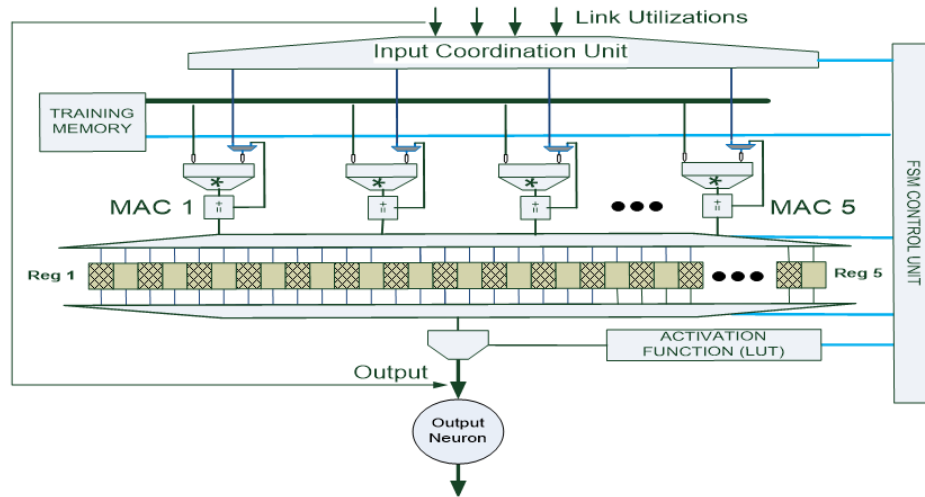 Link Utilizations
Input Coordination Unit
TRAINING
MEMORY
*
*
*
*
+=
+=
+=
+=
MAC 1
MAC 5
FSM CONTROL UNIT
Reg 1
Reg 5
ACTIVATION
FUNCTION (LUT)
Output
Output
Neuron